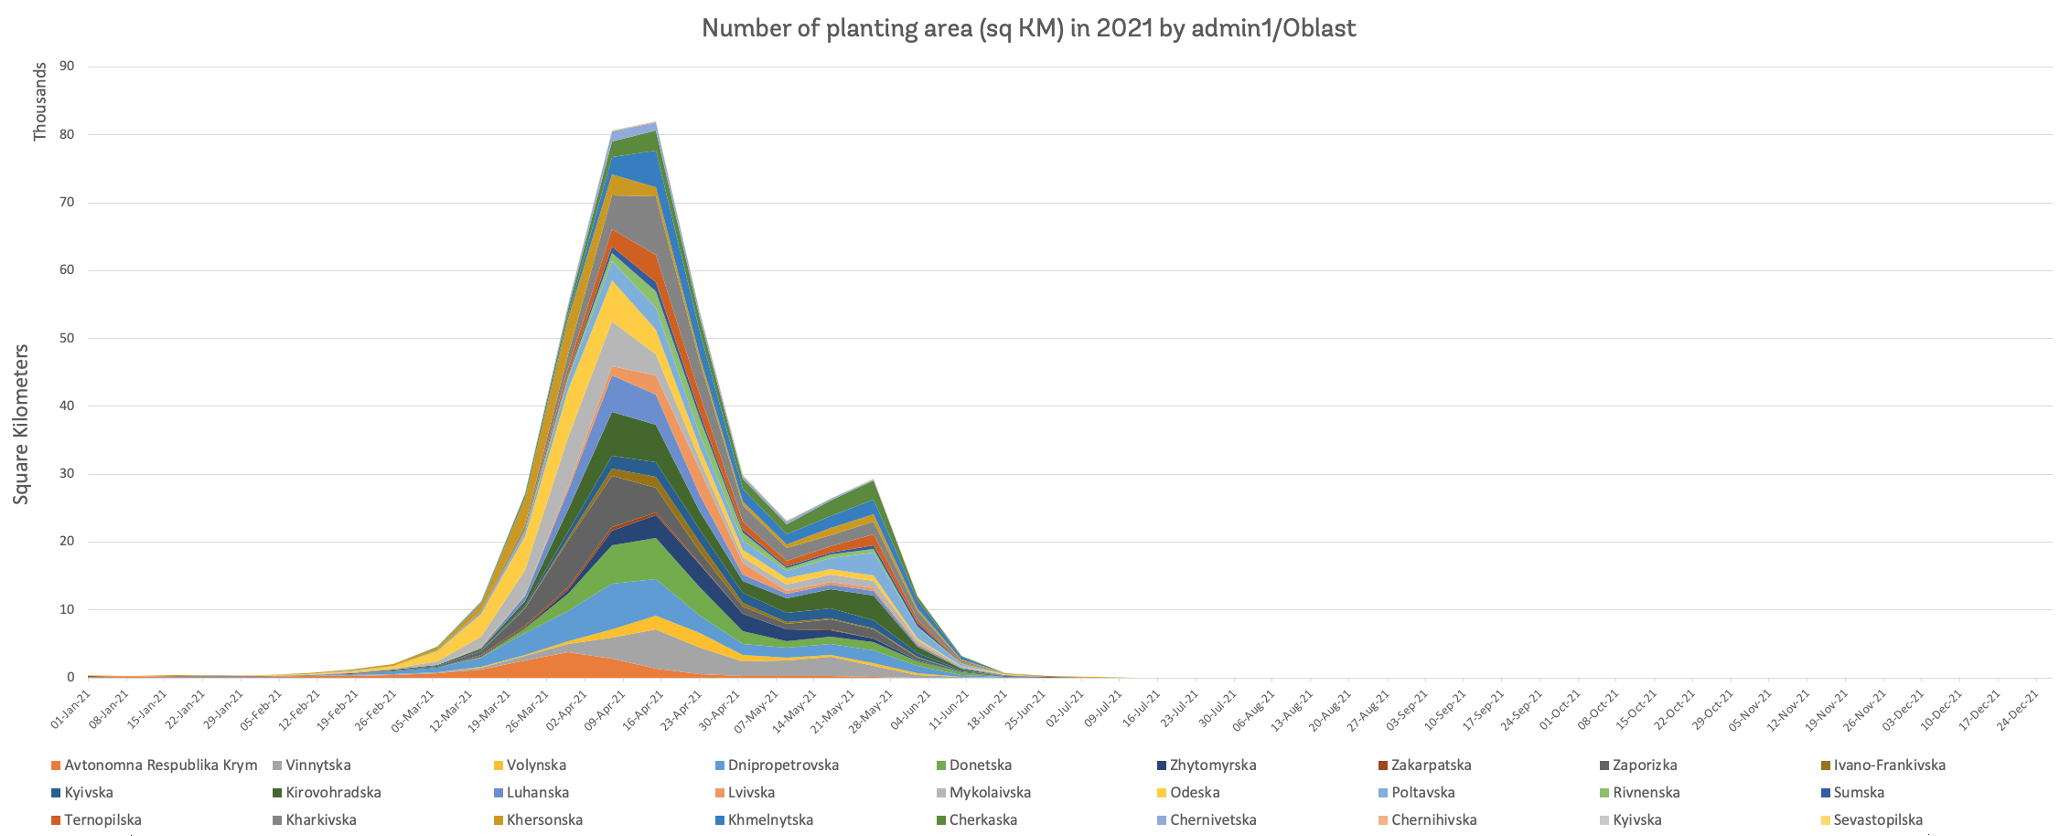 Number of planting area (sq KM) in 2021 by admin1/Oblast
Thousands
Square Kilometers
90
80
70
60
50
40
30
20
10
0
01-Jan-21 08-Jan-21 15-Jan-21 22-Jan-21 29-Jan-21 05-Feb-21 12-Feb-21 19-Feb-21 26-Feb-21 05-Mar-21 12-Mar-21 19-Mar-21 26-Mar-21 02-Apr-21 09-Apr-21 16-Apr-21 23-Apr-21 30-Apr-21 07-May-21 14-May-21 21-May-21 28-May-21 04-Jun-21 11-Jun-21 18-Jun-21 25-Jun-21 02-Jul-21 09-Jul-21 16-Jul-21 23-Jul-21 30-Jul-21 06-Aug-21 13-Aug-21 20-Aug-21 27-Aug-21 03-Sep-21 10-Sep-21 17-Sep-21 24-Sep-21 01-Oct-21 08-Oct-21 15-Oct-21 22-Oct-21 29-Oct-21 05-Nov-21 12-Nov-21 19-Nov-21 26-Nov-21 03-Dec-21 10-Dec-21 17-Dec-21 24-Dec-21
Avtonomna Respublika Krym Vinnytska Volynska Dnipropetrovska Donetska Zhytomyrska Zakarpatska Zaporizka Ivano-Frankivska
Kyivska Kirovohradska Luhanska Lvivska Mykolaivska Odeska Poltavska Rivnenska Sumska
Ternopilska Kharkivska Khersonska Khmelnytska Cherkaska Chernivetska Chernihivska Kyivska Sevastopilska